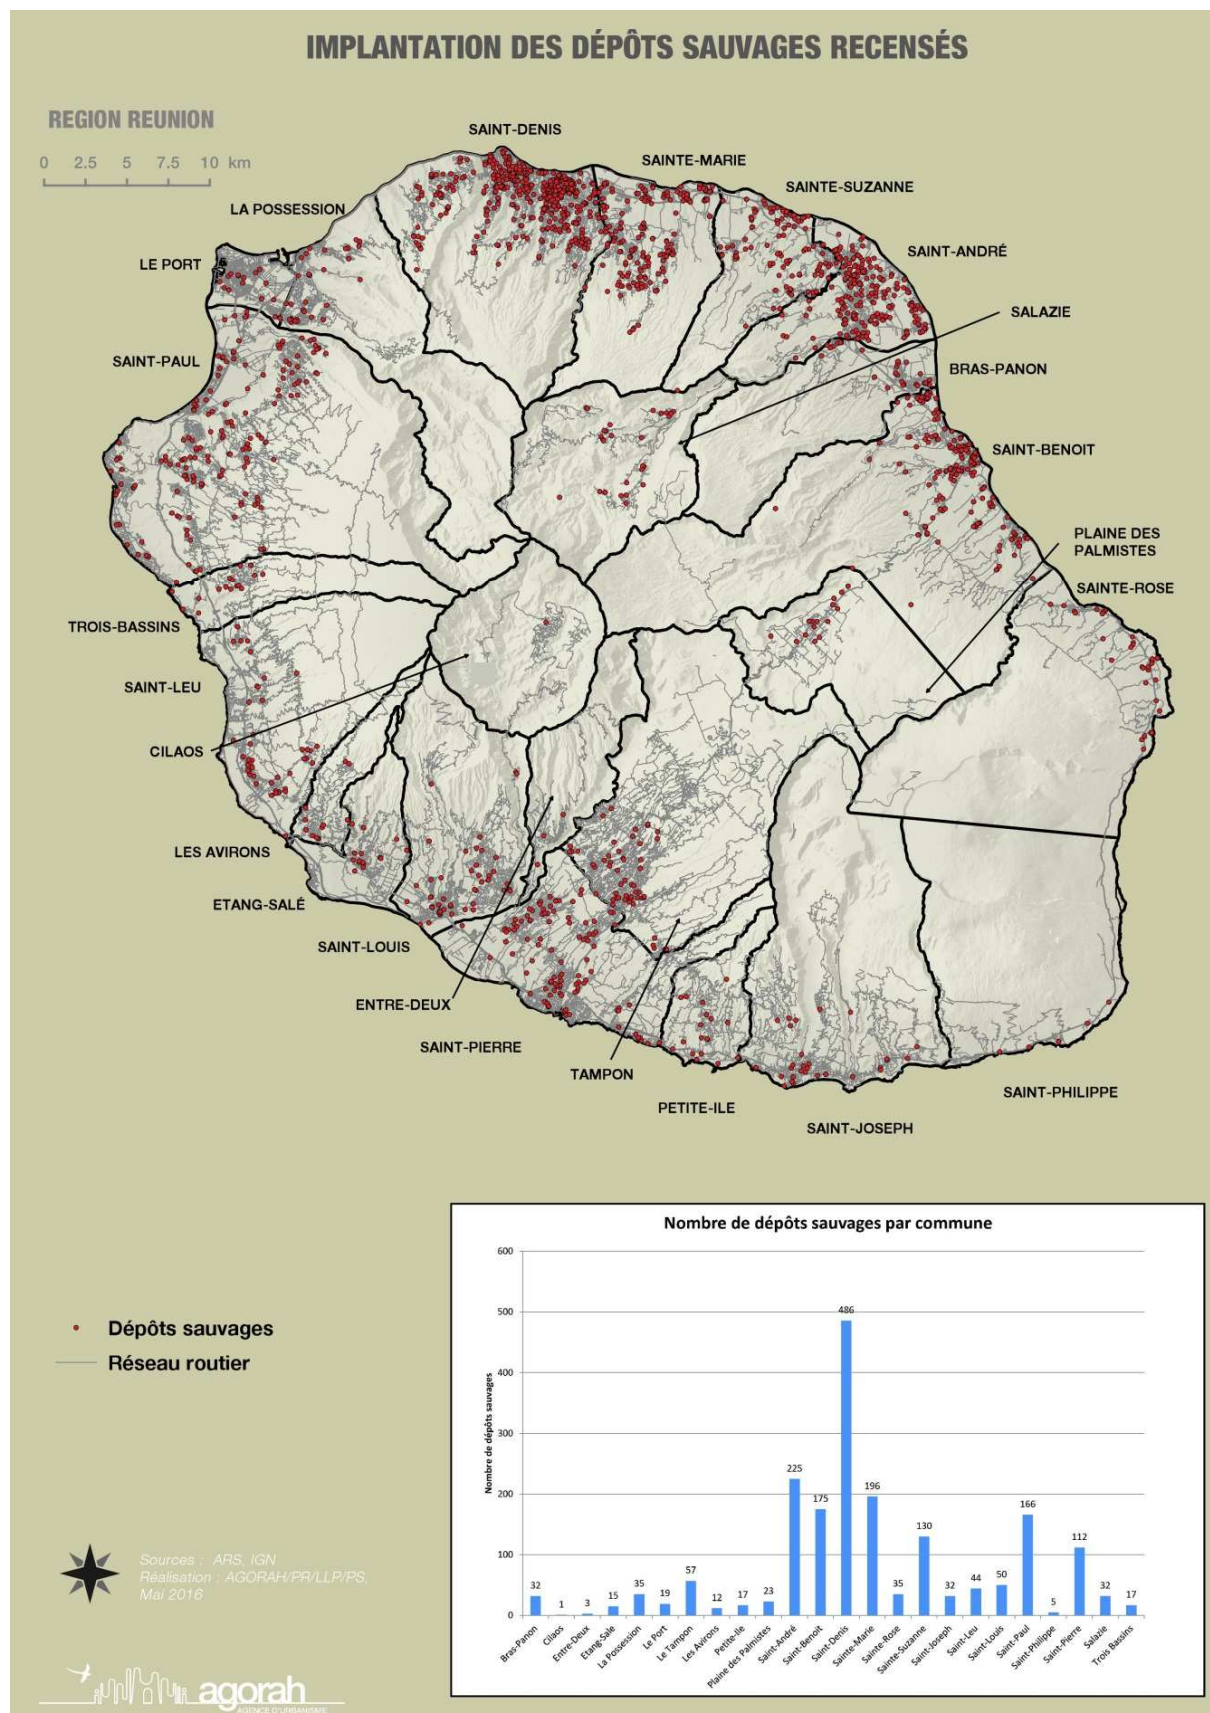 IMPLANTATION DES DÉPÔTS SAUVAGES RECENSÉS
REGION REUNION
0 2.5 5 7.5 10 km
SAINT-DENIS
SAINTE-MARIE
SAINTE-SUZANNE
LA POSSESSION
SAINT-ANDRÉ
LE PORT
SALAZIE
SAINT-PAUL
BRAS-PANON
SAINT-BENOIT
PLAINE DES
PALMISTES
SAINTE-ROSE
TROIS-BASSINS
SAINT-LEU
CILAOS
LES AVIRONS
ETANG-SALÉ
SAINT-LOUIS
ENTRE-DEUX
SAINT-PIERRE
TAMPON
PETITE-ILE
SAINT-PHILIPPE
SAINT-JOSEPH
Nombre de dépôts sauvages par commune
Nombre de dépôts sauvages
600
500
400
300
200
100
0
32
1
3
15
35
19
57
12
17
23
225
175
486
196
35
130
32
44
50
166
5
112
32
17
Bras-Panon
Cilaos
Entre-Deux
Etang-Sale
La Possession
Le Port
Le Tampon
Les Avirons
Petite-Ile
Plaine des Palmistes
Saint-André
Saint-Benoit
Saint-Denis
Sainte-Marie
Sainte-Rose
Sainte-Suzanne
Saint-Joseph
Saint-Leu
Saint-Louis
Saint-Paul
Saint-Philippe
Saint-Pierre
Salazie
Trois Bassins
Dépôts sauvages
Réseau routier
Sources : ARS, IGN
Réalisation : AGORAH/PR/LLP/PS,
Mai 2016
agorah
AGENCE D'URBANISME